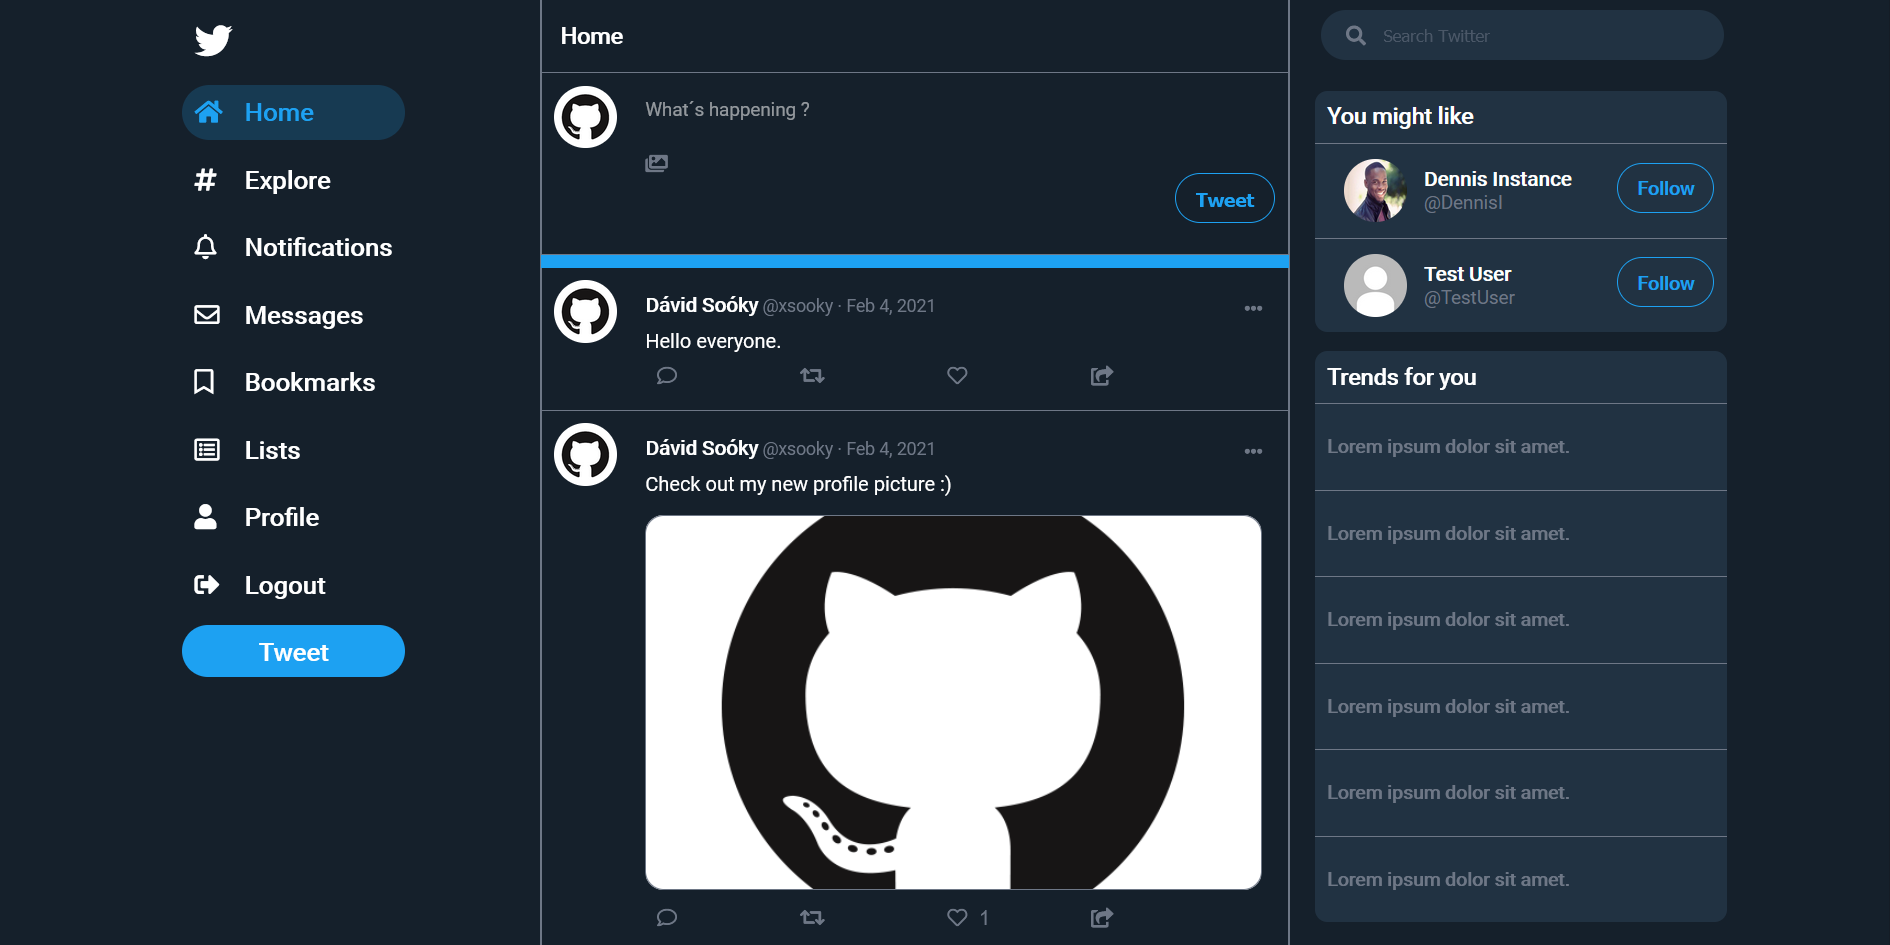 Home
Explore
Notifications
Messages
Bookmarks
Lists
Profile
Logout
Tweet
Home
What´s happening ?
Tweet
Dávid Soóky @xsooky · Feb 4, 2021
Hello everyone.
Dávid Soóky @xsooky · Feb 4, 2021
Check out my new profile picture :)
1
Search Twitter
You might like
Dennis Instance
@DennisI
Follow
Test User
@TestUser
Follow
Trends for you
Lorem ipsum dolor sit amet.
Lorem ipsum dolor sit amet.
Lorem ipsum dolor sit amet.
Lorem ipsum dolor sit amet.
Lorem ipsum dolor sit amet.
Lorem ipsum dolor sit amet.